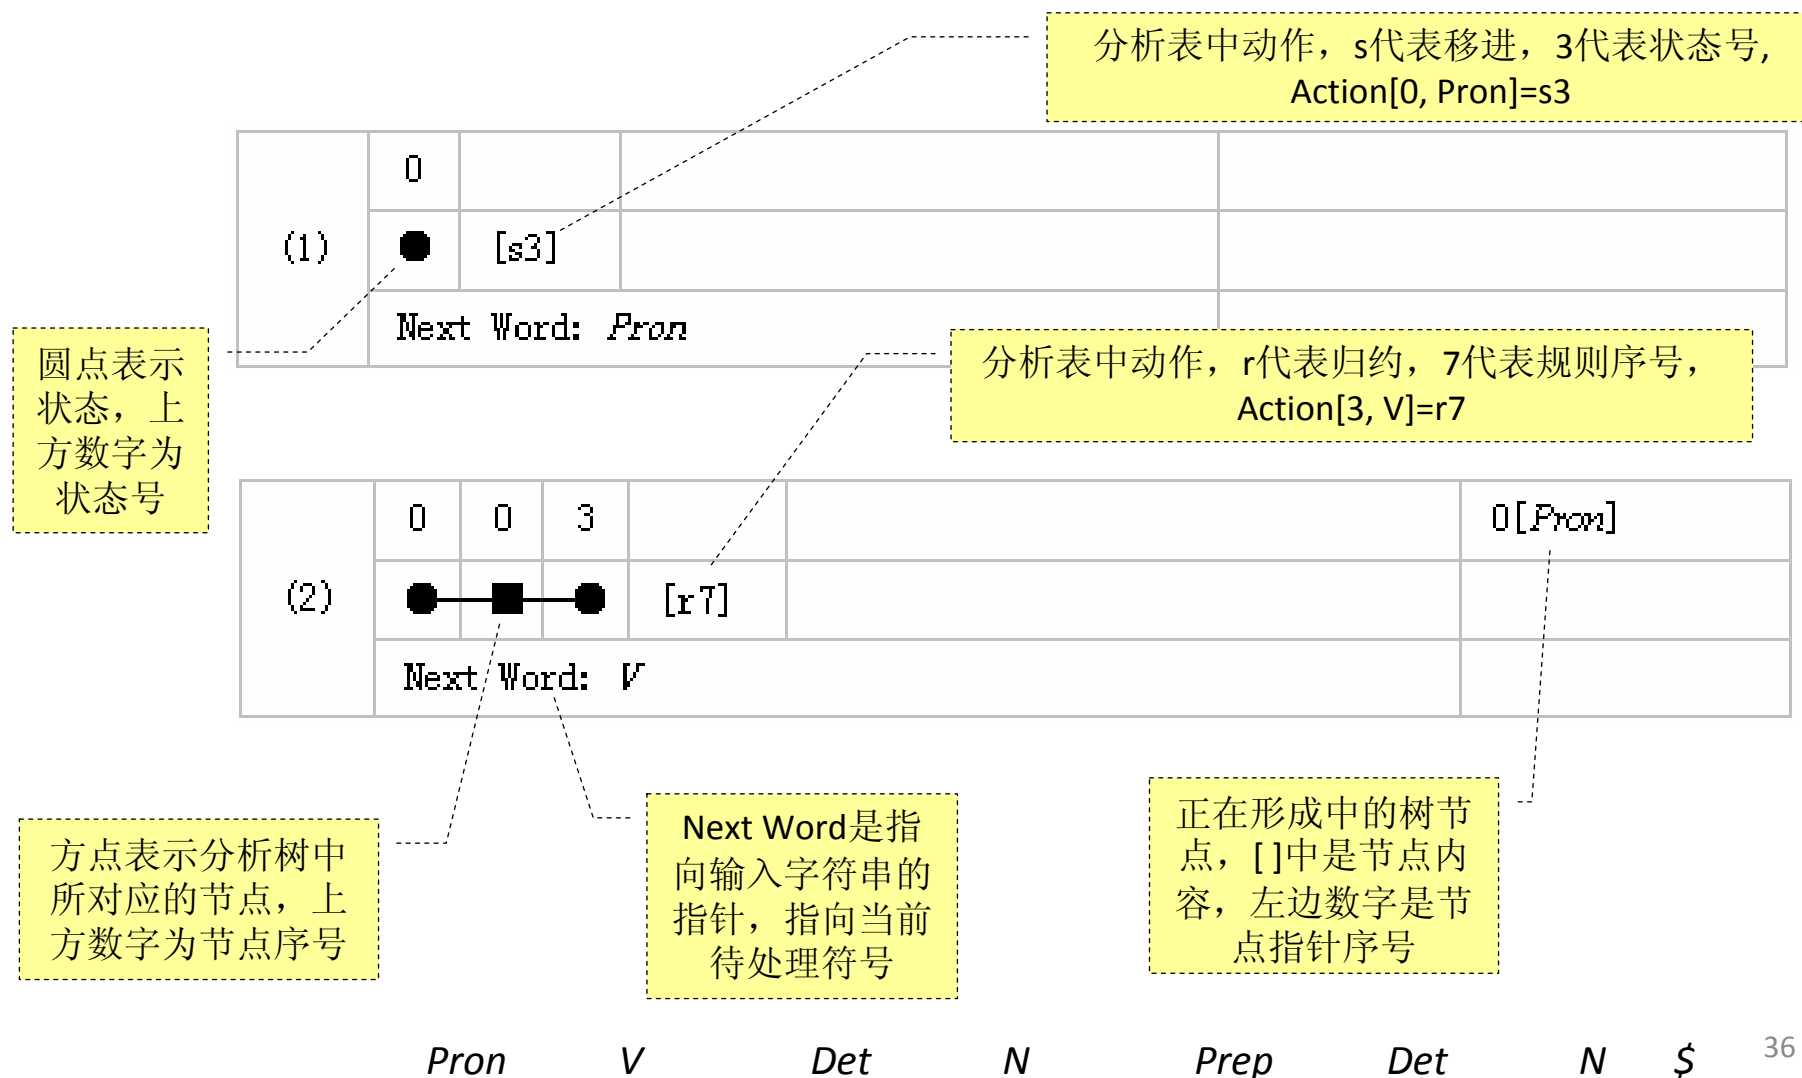 分析表中动作，s代表移进，3代表状态号,
Action[0, Pron]=s3
0
(1)
[s3]
Next Word: Pron
圆点表示
状态，上
方数字为
状态号
分析表中动作，r代表归约，7代表规则序号，
Action[3, V]=r7
0 0 3
0[Pron]
(2)
[r7]
Next Word: V
方点表示分析树中
所对应的节点，上
方数字为节点序号
Next Word是指
向输入字符串的
指针，指向当前
待处理符号
正在形成中的树节
点，[ ]中是节点内
容，左边数字是节
点指针序号
Pron V Det N Prep Det N $
36